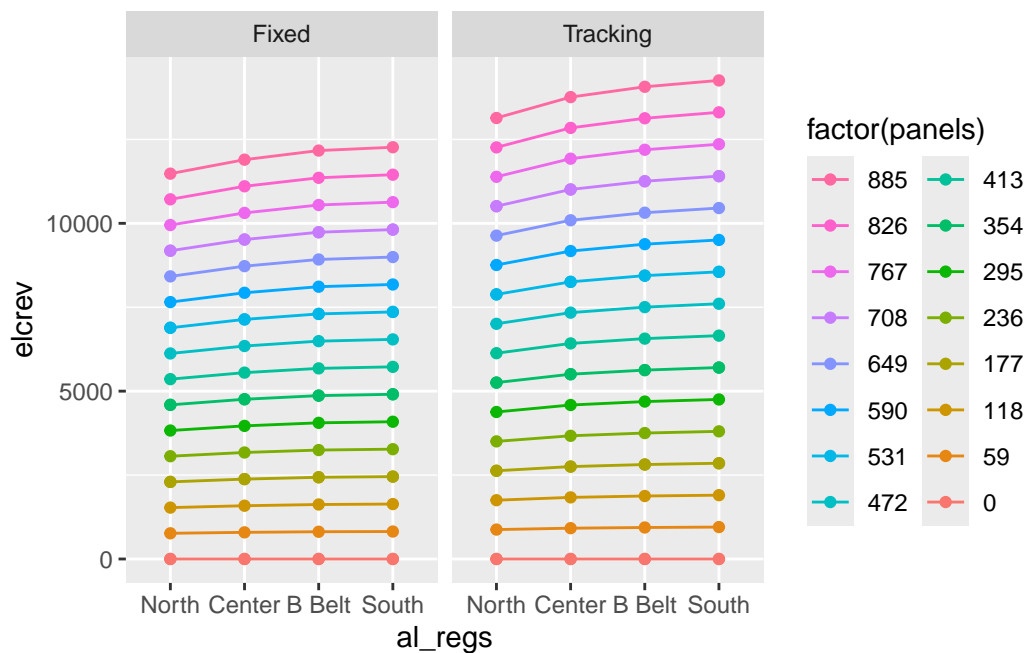 Fixed
Tracking
elcrev
10000
5000
0
North Center B Belt South
North Center B Belt South
al_regs
factor(panels)
885
826
767
708
649
590
531
472
413
354
295
236
177
118
59
0